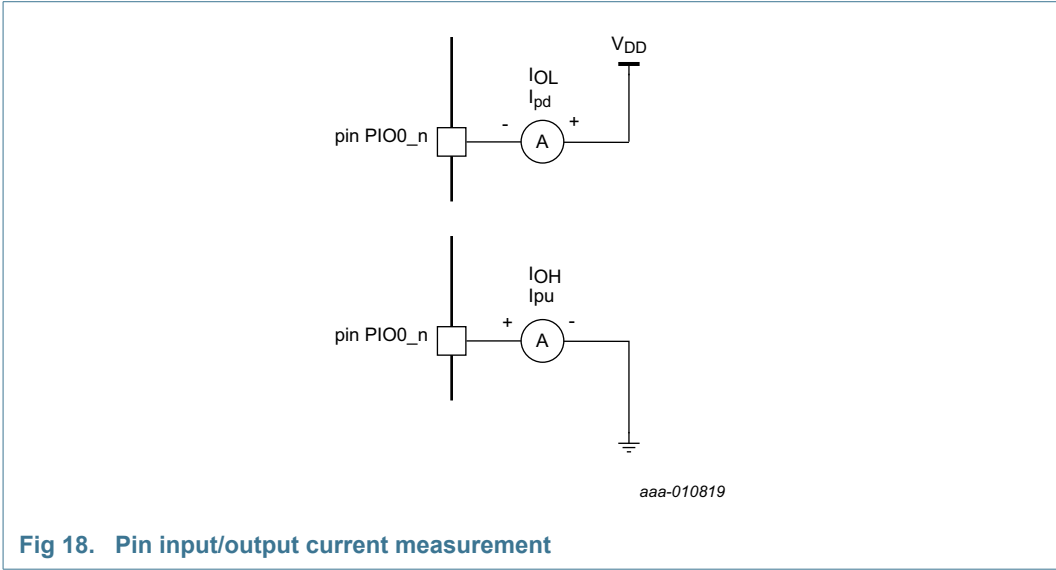 VDD
IOL
Ipd
- +
pin PIO0_n
A
IOH
Ipu
+ -
pin PIO0_n
A
aaa-010819
Fig 18. Pin input/output current measurement